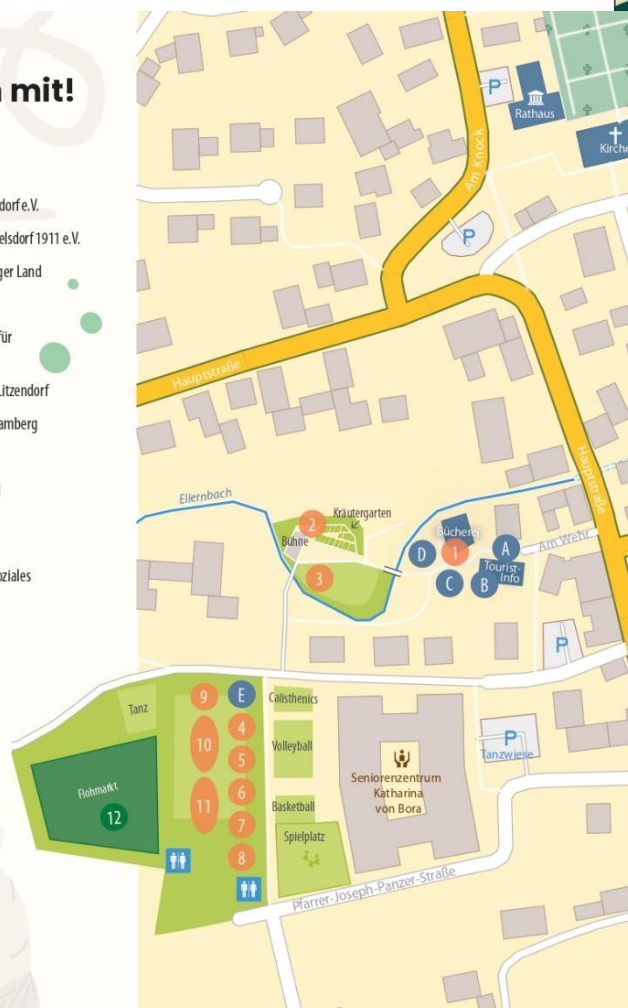 mit!
dorf e.V.
elsdorf 1911 e.V.
ger Land
für
Litzendorf
amberg
oziales
P
Rathaus
Kirche
Am Knock
P
Hauptstraße
Hauptstraße
Ellernbach
2
Kräutergarten
Bühne
3
Bücherei
D
1
A
Am Wehr
Tourist-
Info
C
B
P
9
E
Calisthenics
Tanz
4
10
Volleyball
5
P
Tanzwiese
Seniorenzentrum
Katharina
von Bora
Flohmarkt
12
6
11
Basketball
7
Spielplatz
8
Pfarrer-Joseph-Panzer-Straße